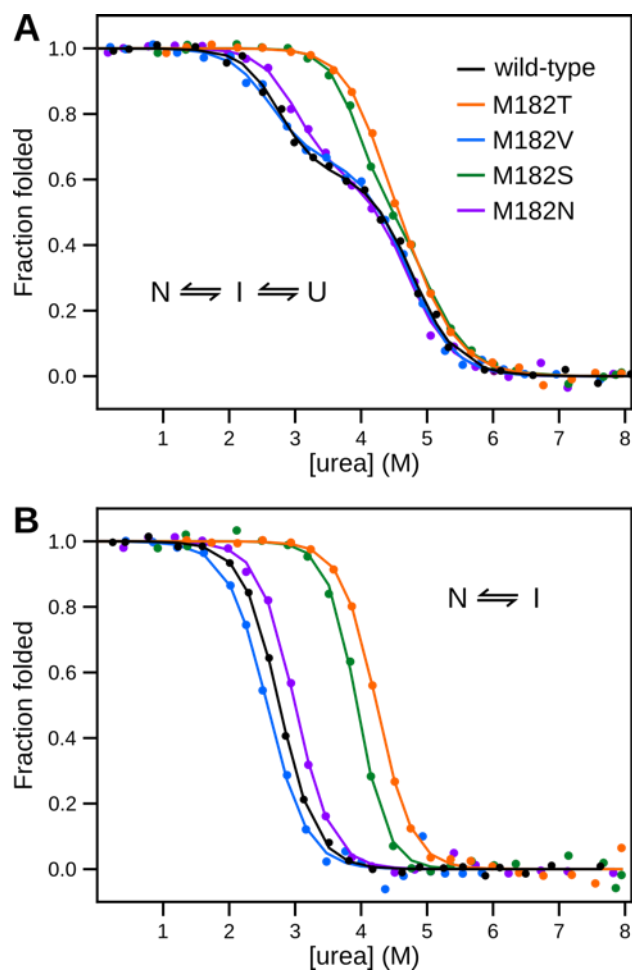 A
1.0
0.8
0.6
0.4
0.2
0.0
Fraction folded
wild-type
M182T
M182V
M182S
M182N
N ⇌ I ⇌ U
1 2 3 4 5 6 7 8
[urea] (M)
B
1.0
0.8
0.6
0.4
0.2
0.0
Fraction folded
N ⇌ I
1 2 3 4 5 6 7 8
[urea] (M)